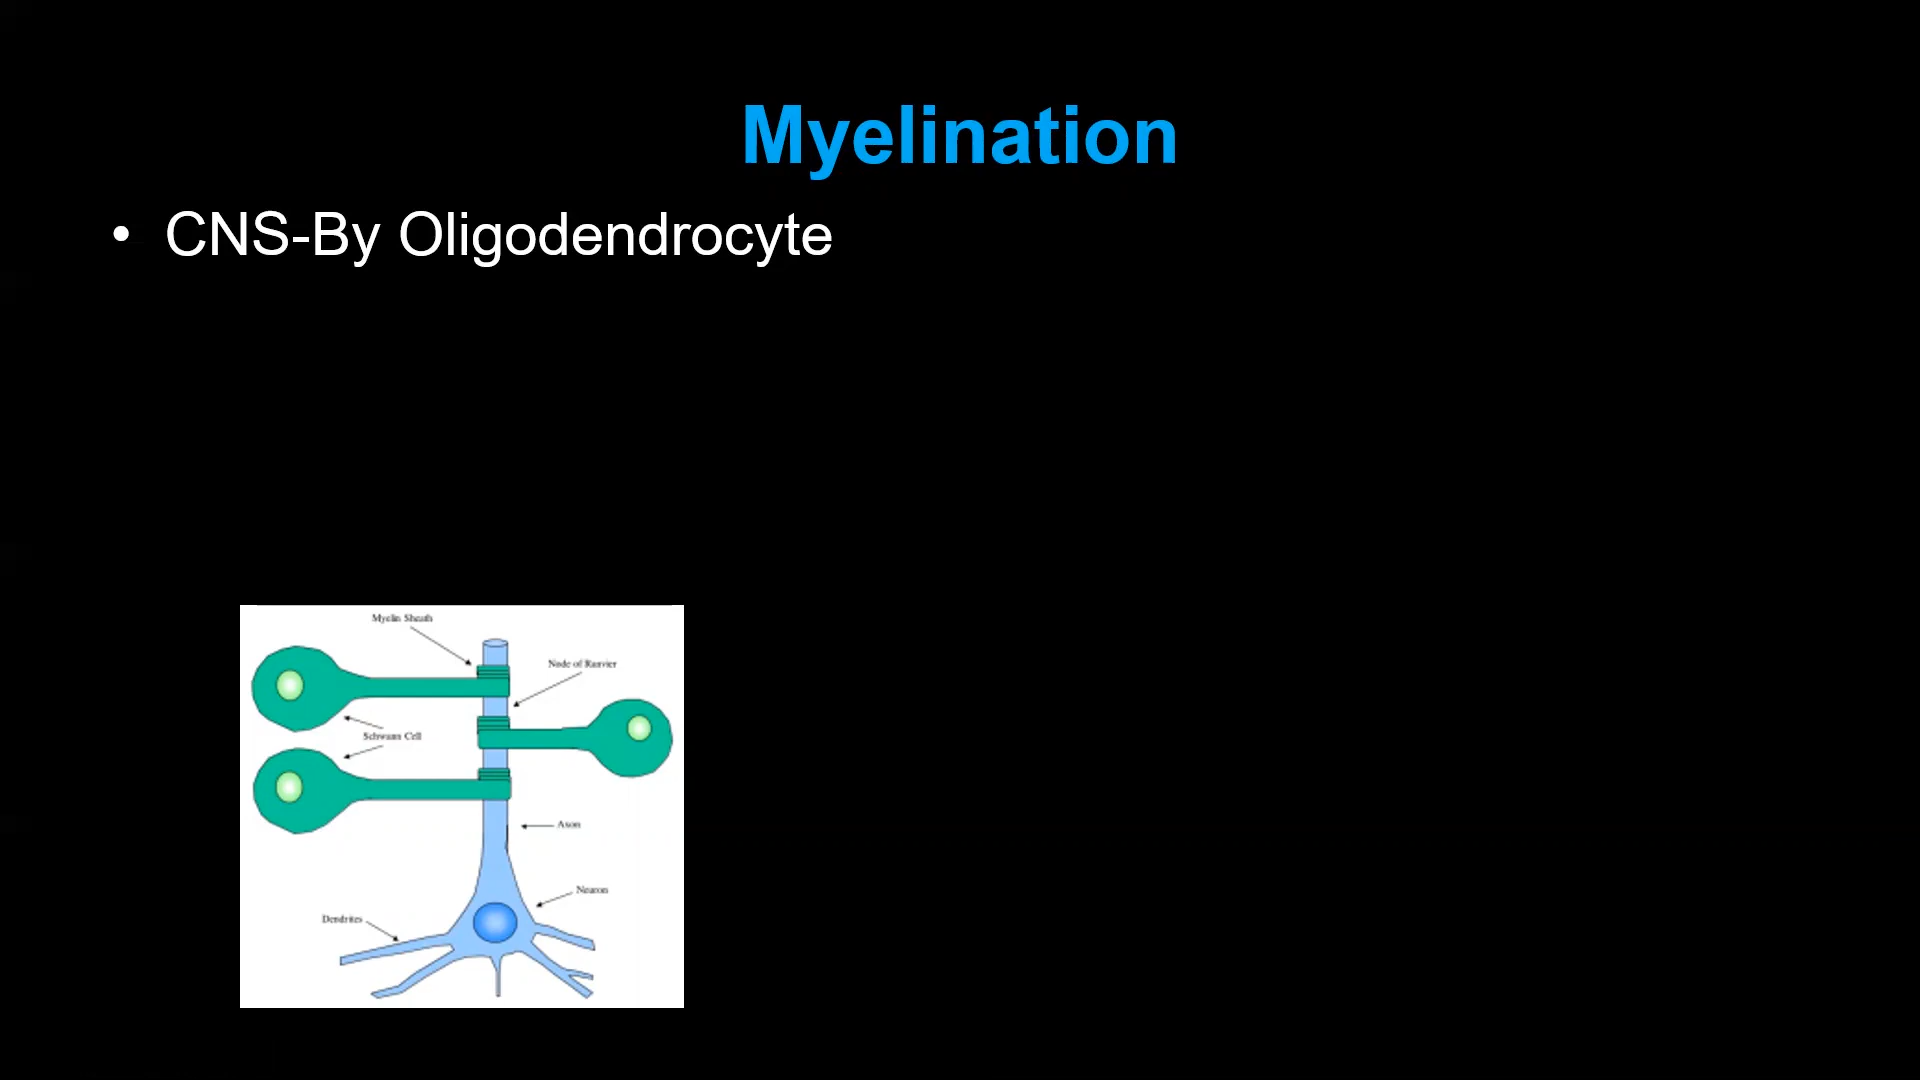 Myelination
• CNS-By Oligodendrocyte
Myelin Sheath
Node of Ranvier
Schwann Cell
Axon
Neuron
Dendrites